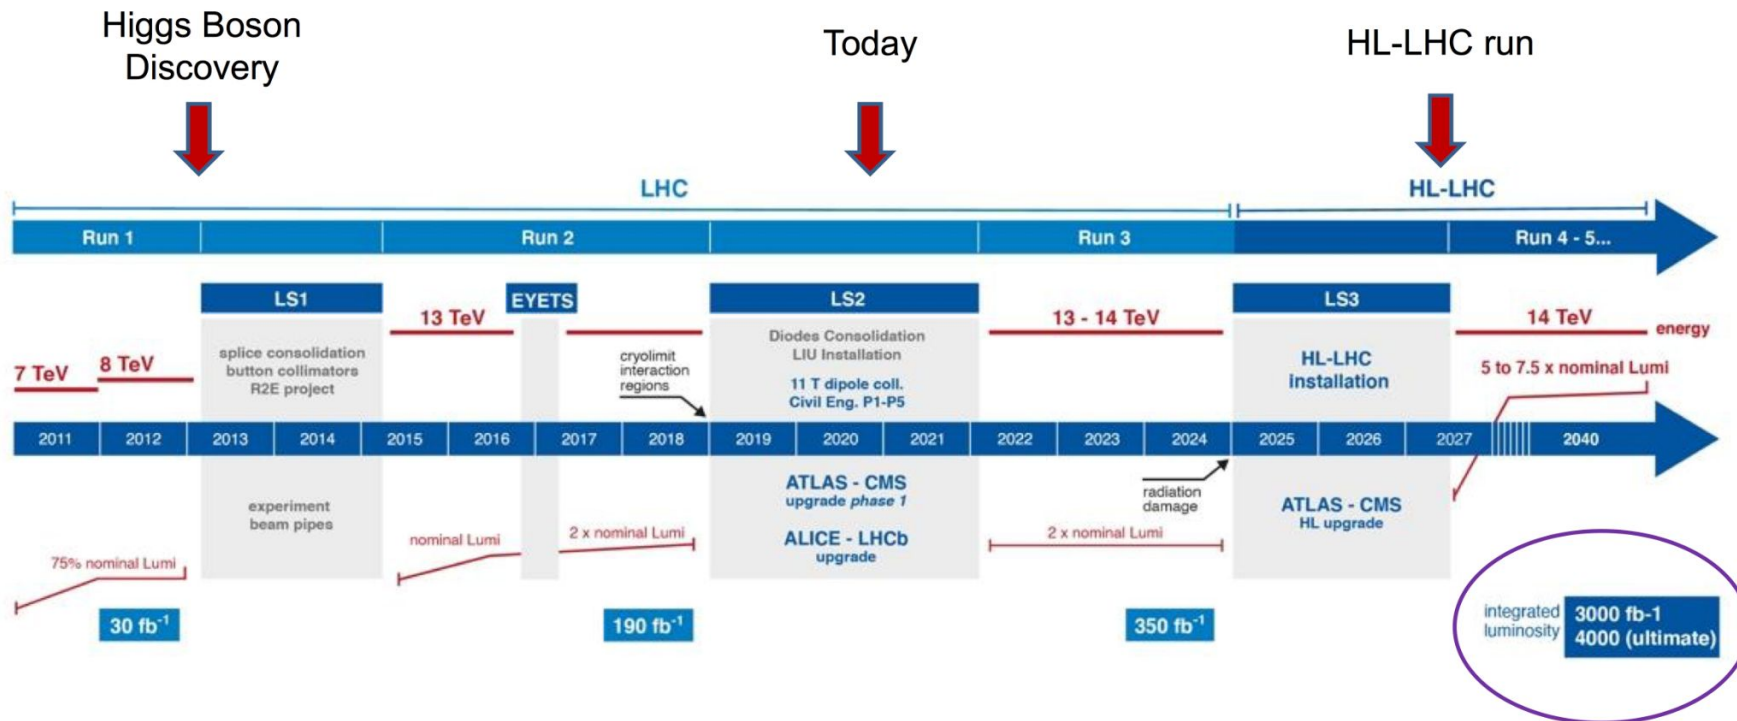 Higgs Boson
Discovery
Today
HL-LHC run
LHC
HL-LHC
Run 1
Run 2
Run 3
Run 4 - 5...
LS1
EYETS
LS2
LS3
13 TeV
13 - 14 TeV
14 TeV
energy
7 TeV
8 TeV
splice consolidation
button collimators
R2E project
cryolimit
interaction
regions
Diodes Consolidation
LIU Installation
11 T dipole coll.
Civil Eng. P1-P5
HL-LHC
installation
5 to 7.5 x nominal Lumi
2011
2012
2013
2014
2015
2016
2017
2018
2019
2020
2021
2022
2023
2024
2025
2026
2027
2040
experiment
beam pipes
ATLAS - CMS
upgrade phase 1
ALICE - LHCb
upgrade
radiation
damage
ATLAS - CMS
HL upgrade
75% nominal Lumi
nominal Lumi
2 x nominal Lumi
2 x nominal Lumi
30 fb⁻¹
190 fb⁻¹
350 fb⁻¹
integrated
luminosity
3000 fb-1
4000 (ultimate)